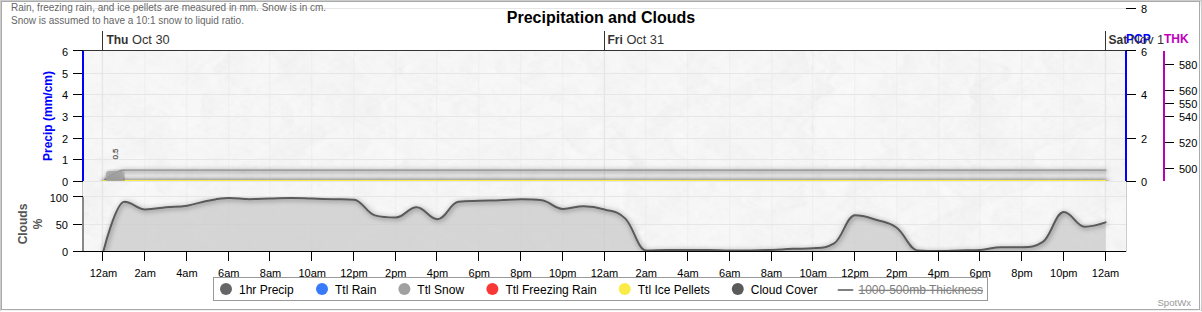 Rain, freezing rain, and ice pellets are measured in mm. Snow is in cm.
Snow is assumed to have a 10:1 snow to liquid ratio.
Precipitation and Clouds
8
Thu Oct 30
Fri Oct 31
Sat Nov 1
PCP
THK
Precip (mm/cm)
6
5
4
3
2
1
0
0.5
6
4
2
0
580
560
550
540
520
500
Clouds
%
100
50
0
12am 2am 4am 6am 8am 10am 12pm 2pm 4pm 6pm 8pm 10pm 12am 2am 4am 6am 8am 10am 12pm 2pm 4pm 6pm 8pm 10pm 12am
1hr Precip Ttl Rain Ttl Snow Ttl Freezing Rain Ttl Ice Pellets Cloud Cover 1000-500mb Thickness
SpotWx